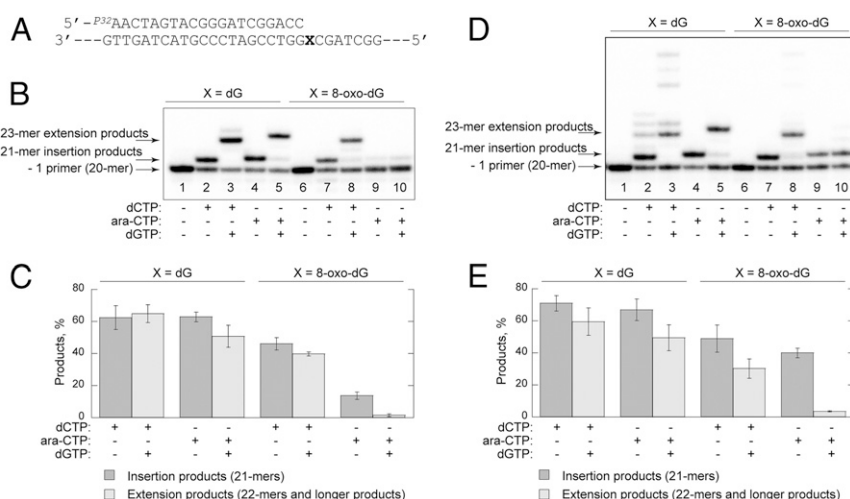 A
5′ -P32AACTAGTACGGGATCGGACC
3′---GTTGATCATGCCCTAGCCTGGXCGATCGG---5′
B
X = dG X = 8-oxo-dG
23-mer extension products
21-mer insertion products
- 1 primer (20-mer)
1 2 3 4 5 6 7 8 9 10
dCTP: - + + - - - + + - -
ara-CTP: - - - + + - - - + +
dGTP: - - + - + - - + - +
C
X = dG X = 8-oxo-dG
Products, %
80
60
40
20
0
dCTP: + + - - + + - -
ara-CTP: - - + + - - + +
dGTP: - + - + - + - +
Insertion products (21-mers)
Extension products (22-mers and longer products)
D
X = dG X = 8-oxo-dG
23-mer extension products
21-mer insertion products
- 1 primer (20-mer)
1 2 3 4 5 6 7 8 9 10
dCTP: - + + - - - + + - -
ara-CTP: - - - + + - - - + +
dGTP: - - + - + - - + - +
E
X = dG X = 8-oxo-dG
Products, %
80
60
40
20
0
dCTP: + + - - + + - -
ara-CTP: - - + + - - + +
dGTP: - + - + - + - +
Insertion products (21-mers)
Extension products (22-mers and longer products)